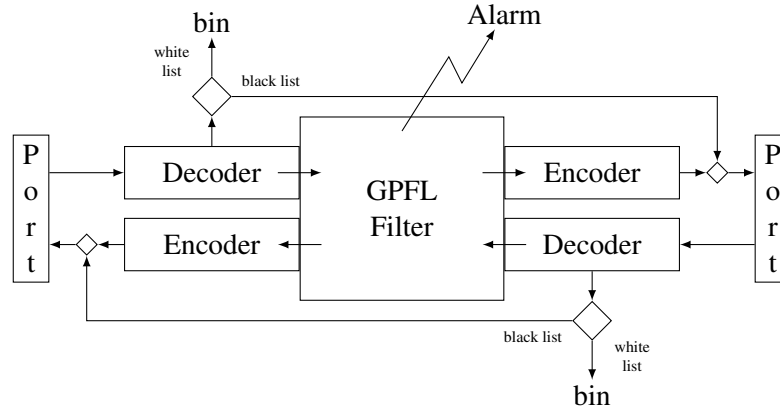 bin
Alarm
white
list
black list
P
o
r
t
Decoder
Encoder
GPFL
Filter
Encoder
Decoder
P
o
r
t
black list
white
list
bin